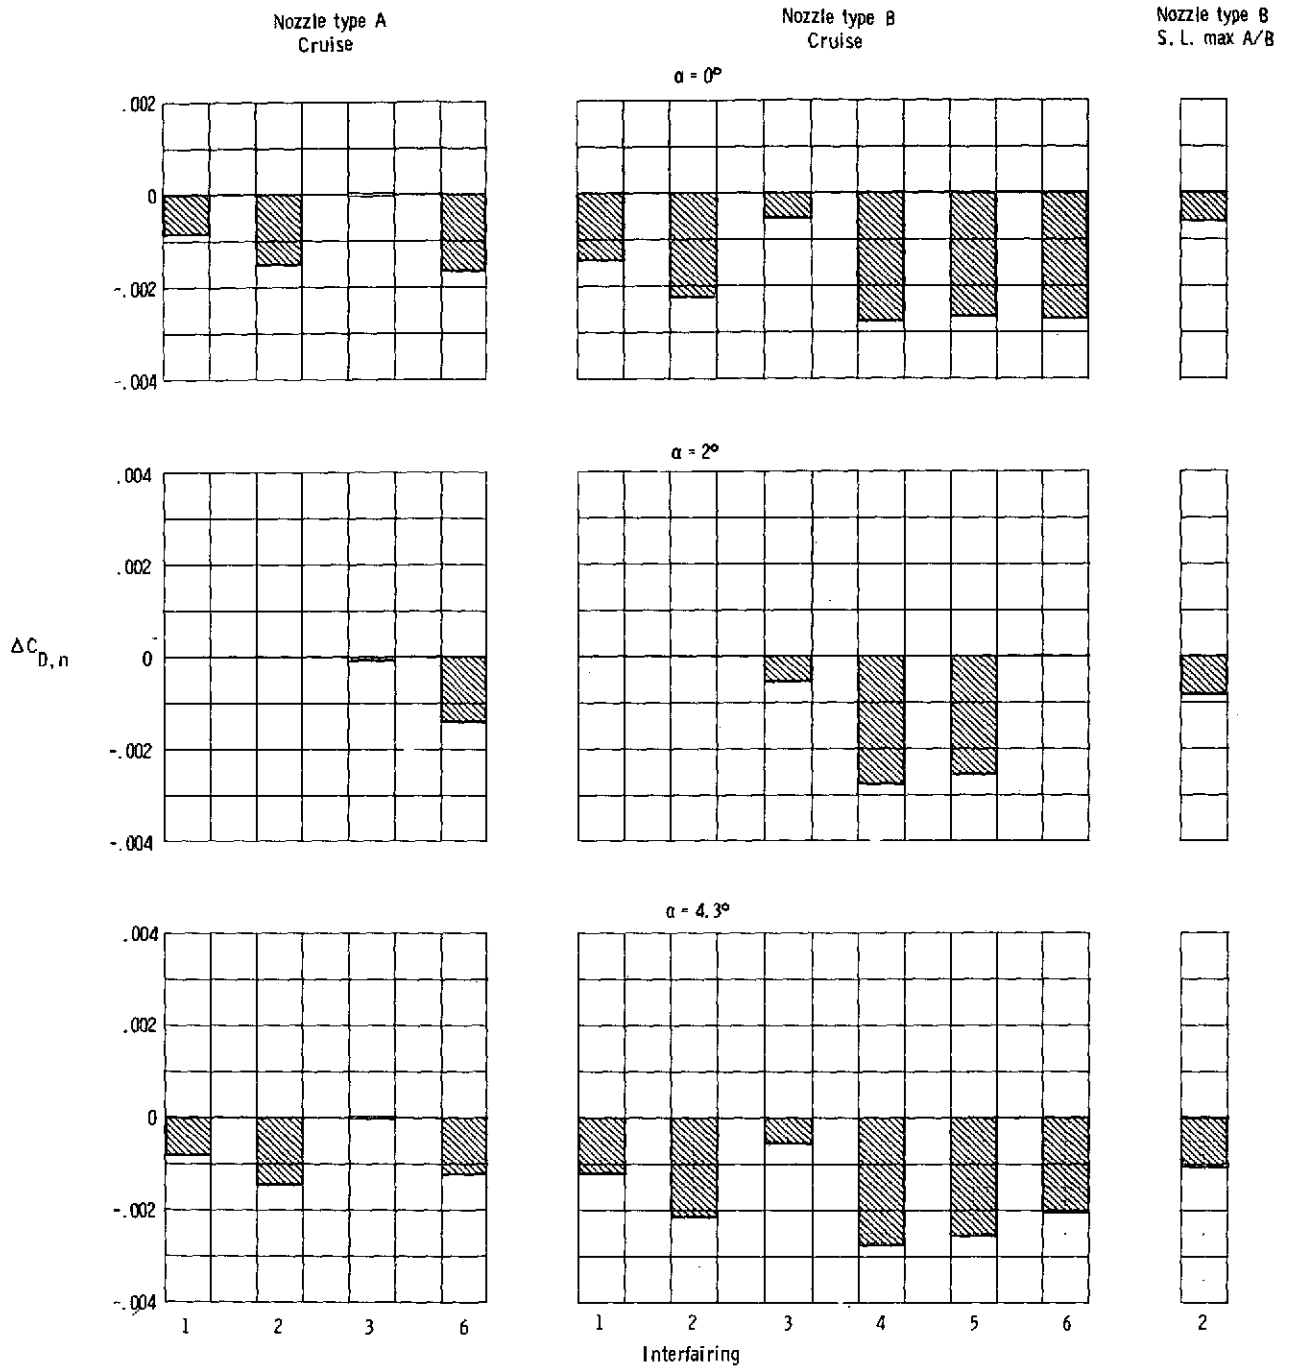 Nozzle type A
Cruise
Nozzle type B
Cruise
Nozzle type B
S. L. max A/B
α = 0°
.002
0
-.002
-.004
α = 2°
.004
.002
0
-.002
-.004
ΔC_D,n
α = 4.3°
.004
.002
0
-.002
-.004
1 2 3 6 1 2 3 4 5 6 2
Interfairing